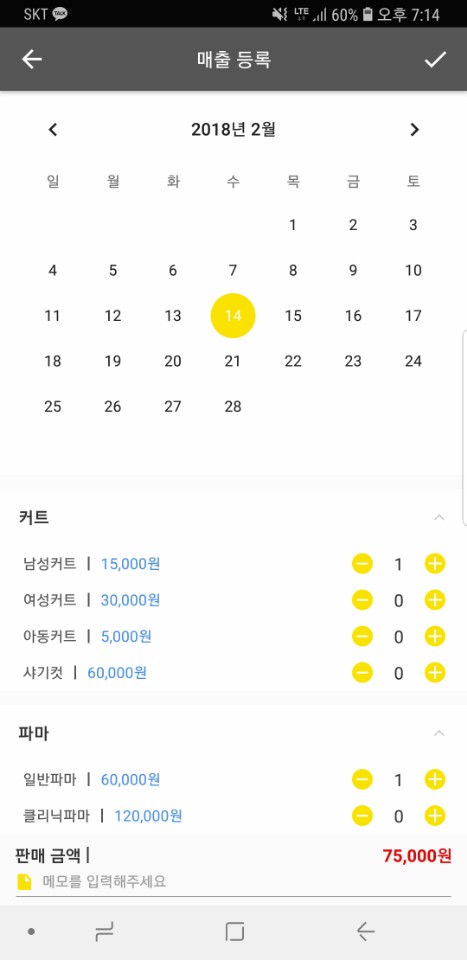 SKT TALK LTE 60% 오후 7:14
매출 등록
2018년 2월
일 월 화 수 목 금 토
1 2 3
4 5 6 7 8 9 10
11 12 13 14 15 16 17
18 19 20 21 22 23 24
25 26 27 28
커트
남성커트 | 15,000원 1
여성커트 | 30,000원 0
아동커트 | 5,000원 0
샤기컷 | 60,000원 0
파마
일반파마 | 60,000원 1
클리닉파마 | 120,000원 0
판매 금액 | 75,000원
메모를 입력해주세요